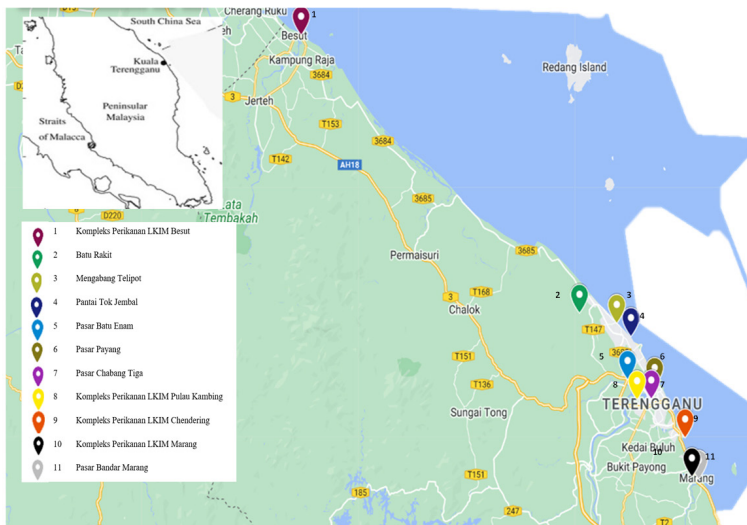 South China Sea
Kuala
Terengganu
Peninsular
Malaysia
Straits
of Malacca
Cherang Ruku
Besut
1
Kampung Raja
3684
3
Jerteh
T153
3684
T142
AH18
3685
D220
Tembakah
Redang Island
Permaisuri
3685
3
T168
Chalok
2
3
4
T147
T151
T136
5
6
8
7
TERENGGANU
Sungai Tong
9
Kedai Buluh
10
11
Bukit Payong
Marang
T151
185
247
T2
1 Kompleks Perikanan LKIM Besut
2 Batu Rakit
3 Mengabang Telipot
4 Pantai Tok Jembal
5 Pasar Batu Enam
6 Pasar Payang
7 Pasar Chabang Tiga
8 Kompleks Perikanan LKIM Pulau Kambing
9 Kompleks Perikanan LKIM Chendering
10 Kompleks Perikanan LKIM Marang
11 Pasar Bandar Marang